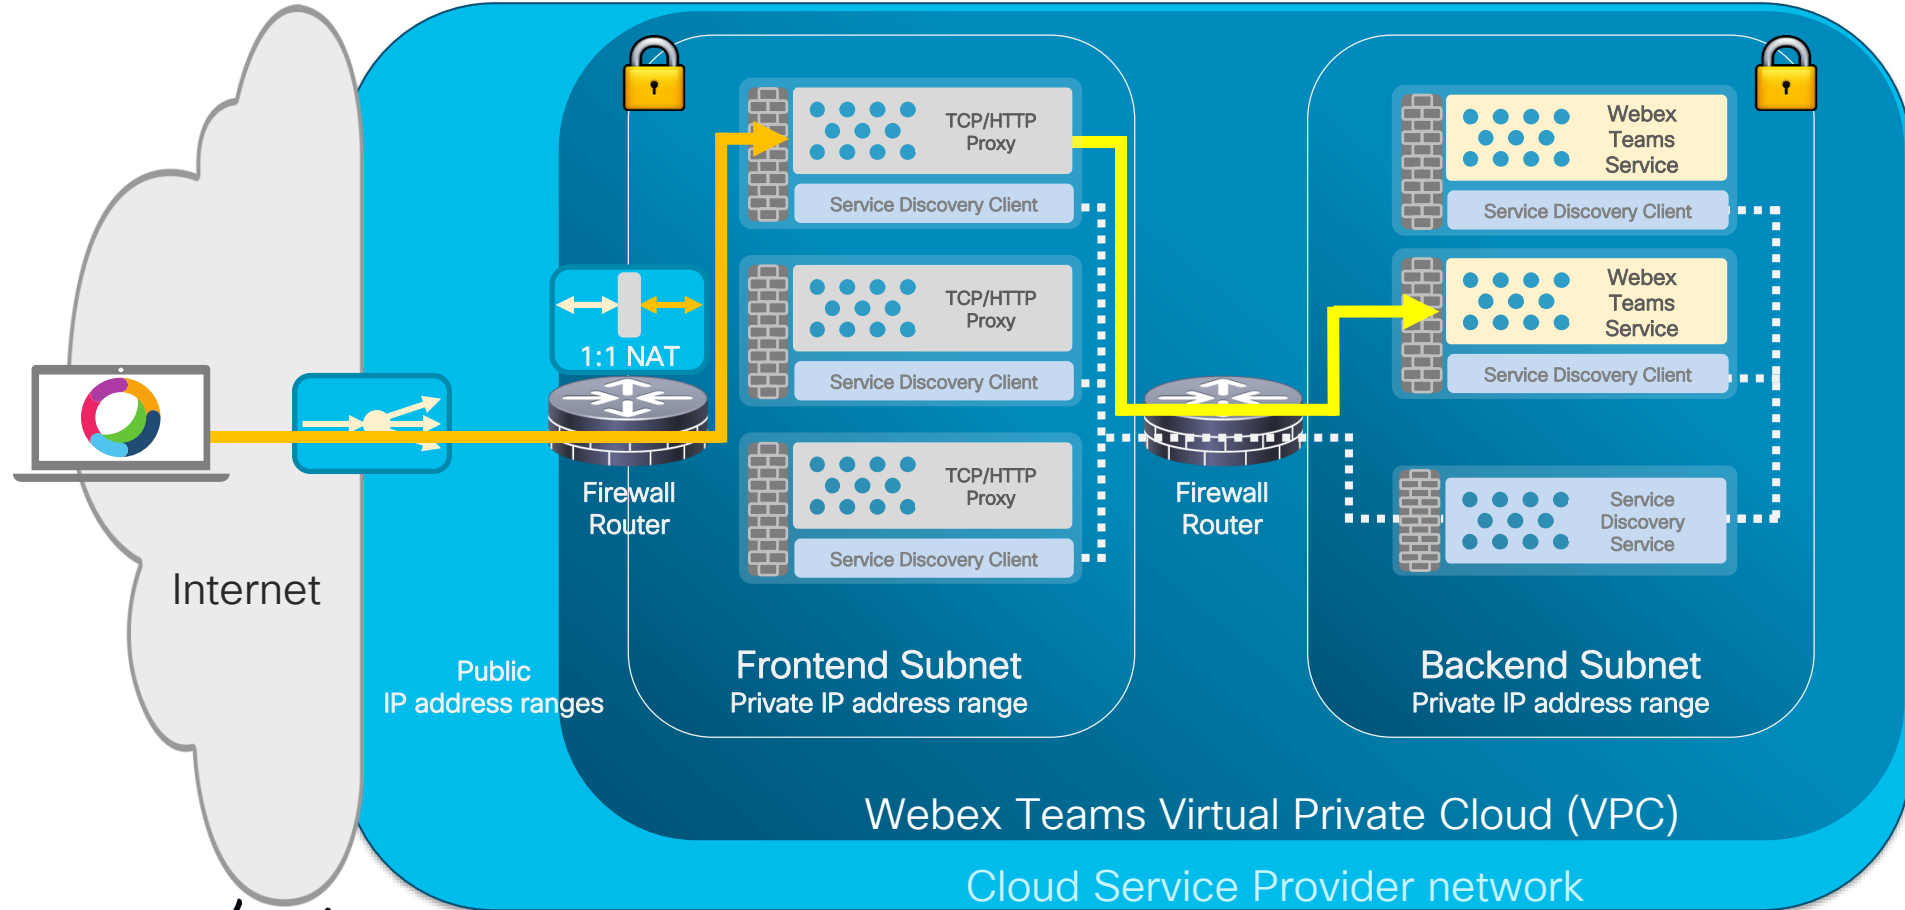 TCP/HTTP
Proxy
Service Discovery Client
TCP/HTTP
Proxy
Service Discovery Client
TCP/HTTP
Proxy
Service Discovery Client
Webex
Teams
Service
Service Discovery Client
Webex
Teams
Service
Service Discovery Client
Service
Discovery
Service
1:1 NAT
Firewall
Router
Firewall
Router
Internet
Public
IP address ranges
Frontend Subnet
Private IP address range
Backend Subnet
Private IP address range
Webex Teams Virtual Private Cloud (VPC)
Cloud Service Provider network